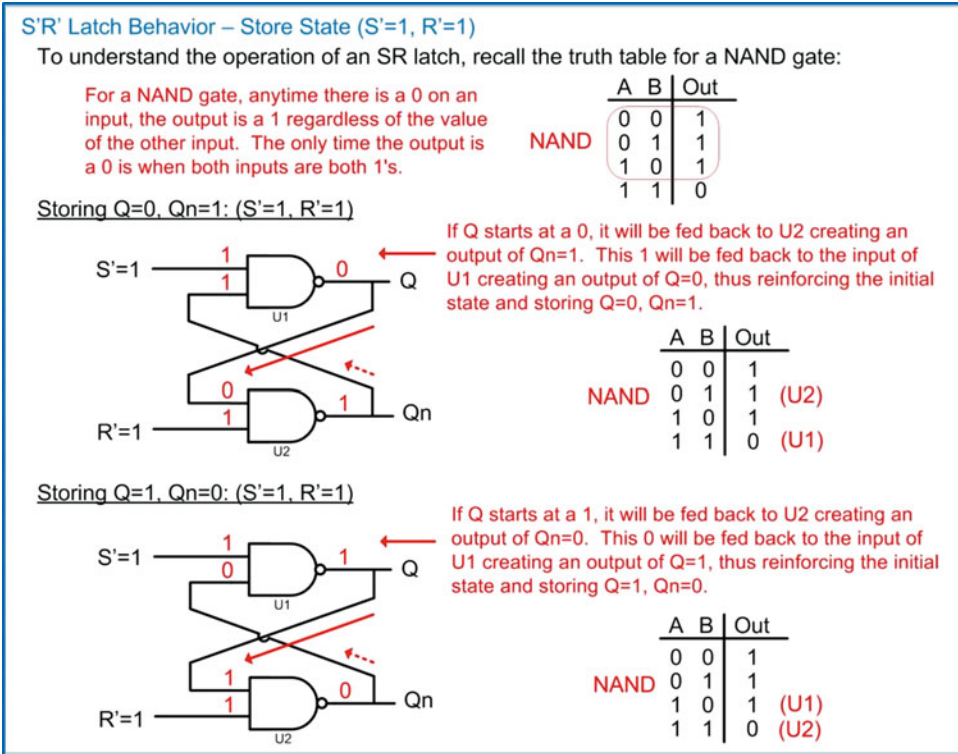 S'R' Latch Behavior – Store State (S'=1, R'=1)
To understand the operation of an SR latch, recall the truth table for a NAND gate:
For a NAND gate, anytime there is a 0 on an
input, the output is a 1 regardless of the value
of the other input. The only time the output is
a 0 is when both inputs are both 1's.
NAND
A B Out
0 0 1
0 1 1
1 0 1
1 1 0
Storing Q=0, Qn=1: (S'=1, R'=1)
S'=1
1
1
0
Q
U1
0
1
1
Qn
R'=1
U2
If Q starts at a 0, it will be fed back to U2 creating an
output of Qn=1. This 1 will be fed back to the input of
U1 creating an output of Q=0, thus reinforcing the initial
state and storing Q=0, Qn=1.
NAND
A B Out
0 0 1
0 1 1 (U2)
1 0 1
1 1 0 (U1)
Storing Q=1, Qn=0: (S'=1, R'=1)
S'=1
1
0
1
Q
U1
1
1
0
Qn
R'=1
U2
If Q starts at a 1, it will be fed back to U2 creating an
output of Qn=0. This 0 will be fed back to the input of
U1 creating an output of Q=1, thus reinforcing the initial
state and storing Q=1, Qn=0.
NAND
A B Out
0 0 1
0 1 1
1 0 1 (U1)
1 1 0 (U2)